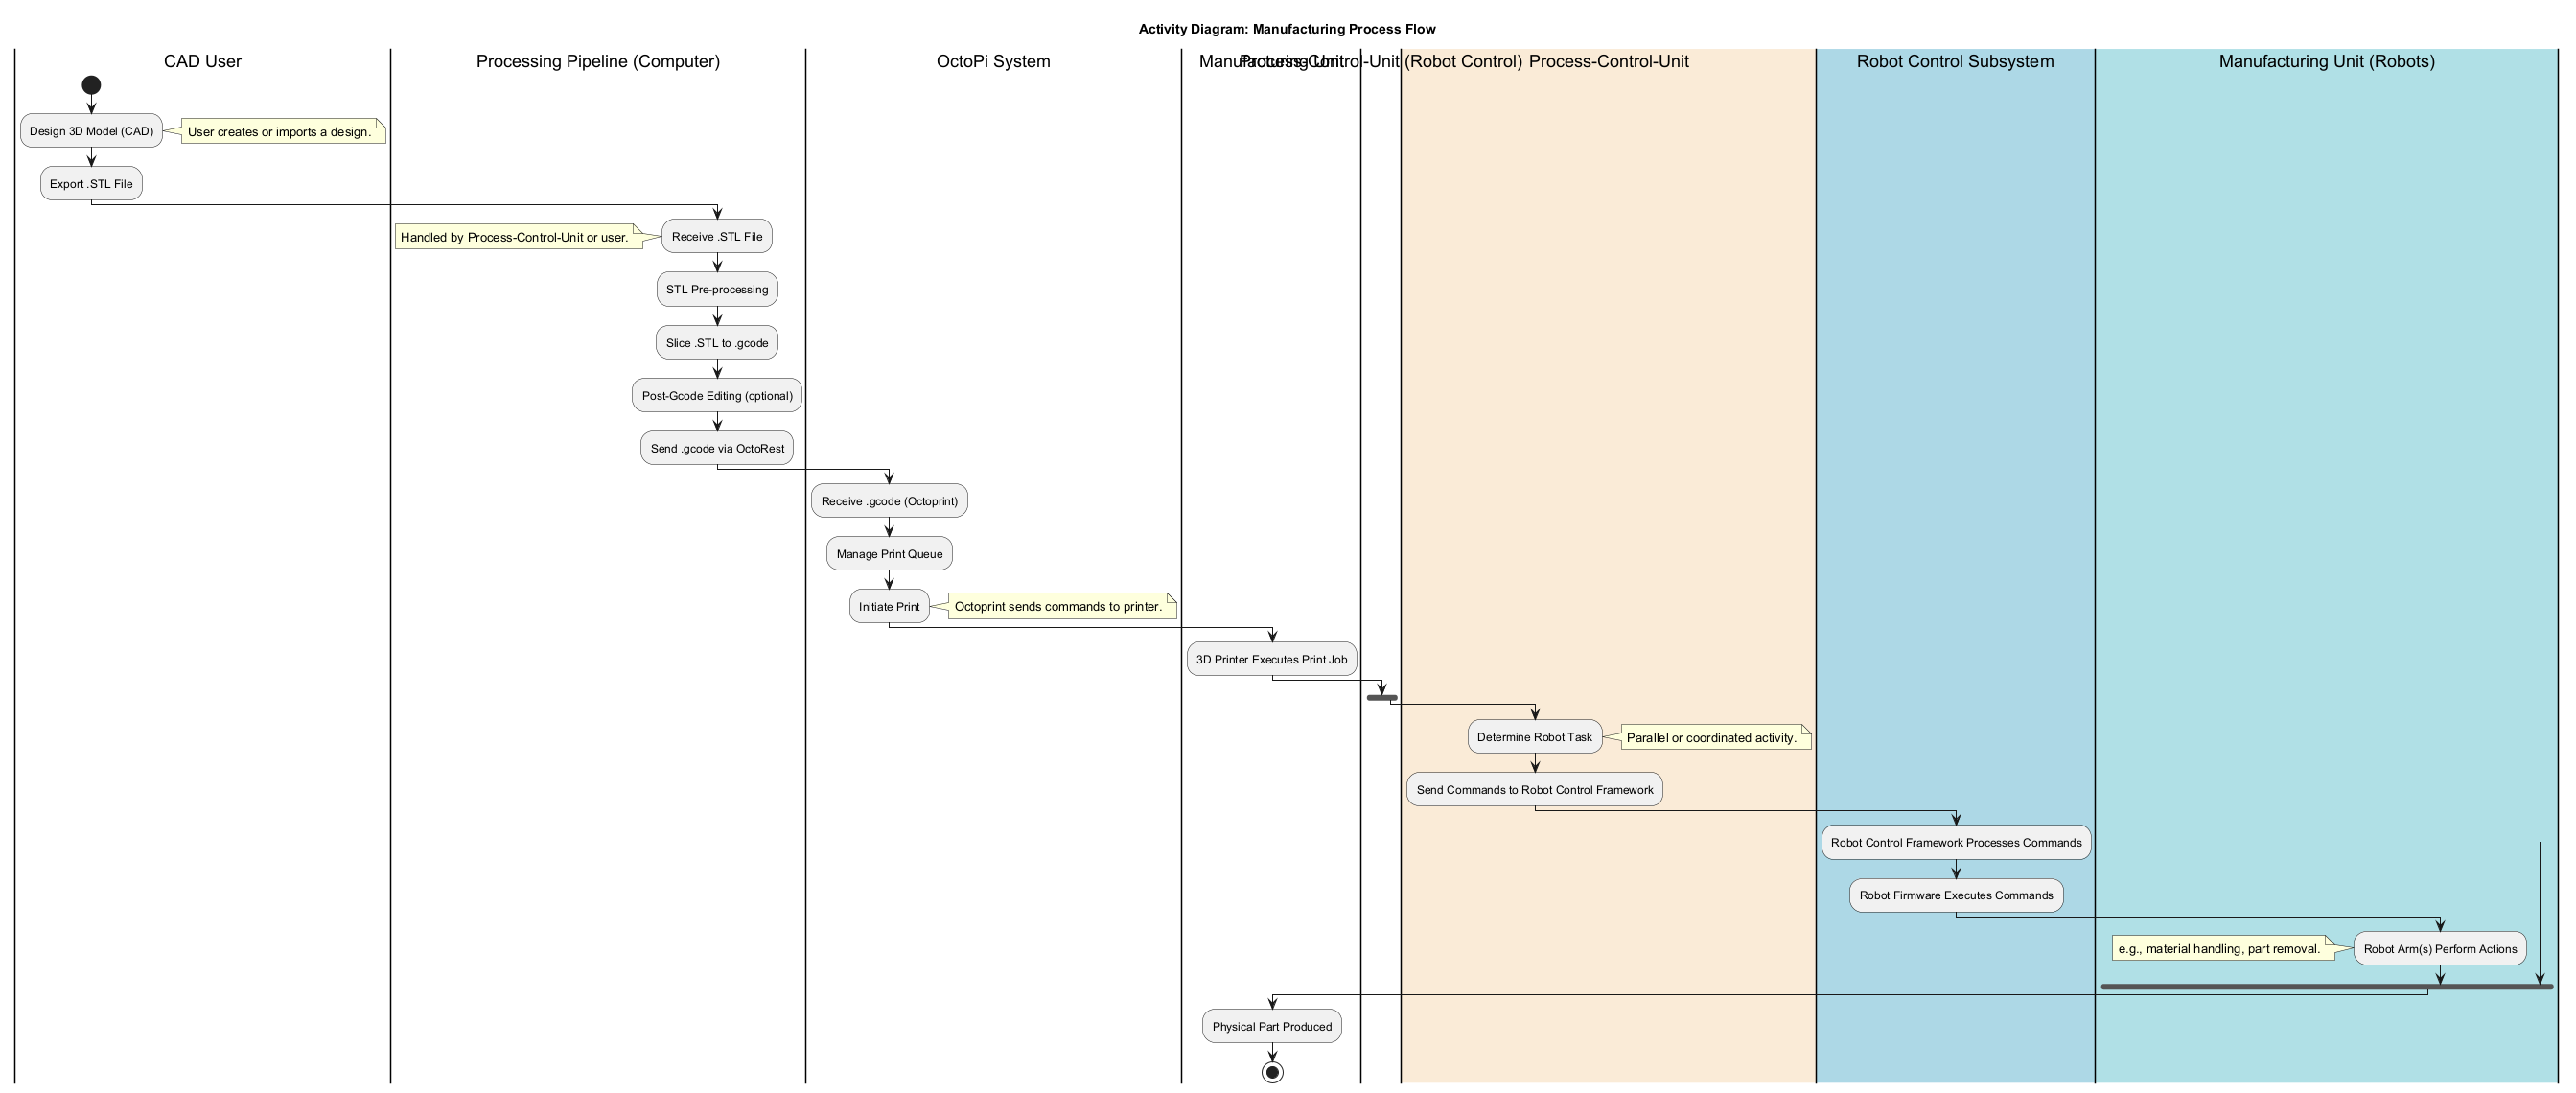 Activity Diagram: Manufacturing Process Flow
CAD User
Processing Pipeline (Computer)
OctoPi System
Manufacturing Unit
Process-Control-Unit (Robot Control)
Process-Control-Unit
Robot Control Subsystem
Manufacturing Unit (Robots)
Design 3D Model (CAD)
User creates or imports a design.
Export .STL File
Handled by Process-Control-Unit or user.
Receive .STL File
STL Pre-processing
Slice .STL to .gcode
Post-Gcode Editing (optional)
Send .gcode via OctoRest
Receive .gcode (Octoprint)
Manage Print Queue
Initiate Print
Octoprint sends commands to printer.
3D Printer Executes Print Job
Determine Robot Task
Parallel or coordinated activity.
Send Commands to Robot Control Framework
Robot Control Framework Processes Commands
Robot Firmware Executes Commands
e.g., material handling, part removal.
Robot Arm(s) Perform Actions
Physical Part Produced